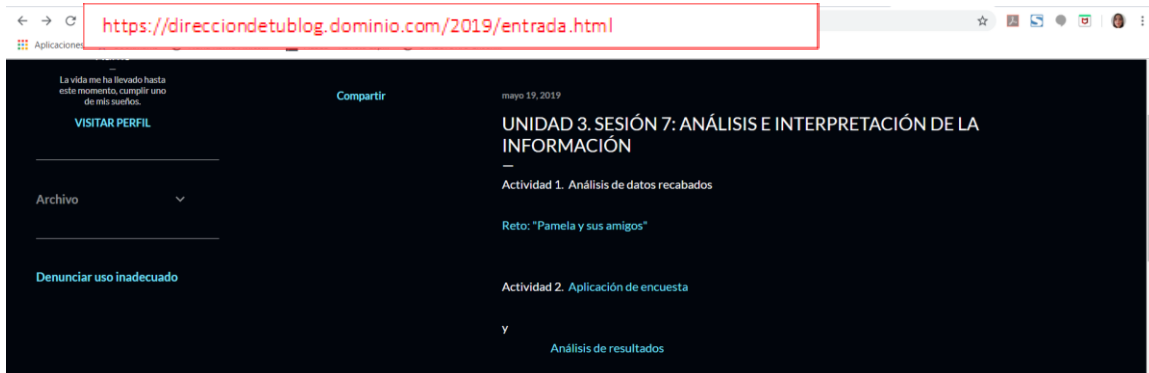 https://direcciondetublog.dominio.com/2019/entrada.html
Aplicaciones
La vida me ha llevado hasta
este momento, cumplir uno
de mis sueños.
VISITAR PERFIL
Archivo
Denunciar uso inadecuado
Compartir
mayo 19, 2019
UNIDAD 3. SESIÓN 7: ANÁLISIS E INTERPRETACIÓN DE LA
INFORMACIÓN
Actividad 1. Análisis de datos recabados
Reto: "Pamela y sus amigos"
Actividad 2. Aplicación de encuesta
y
Análisis de resultados